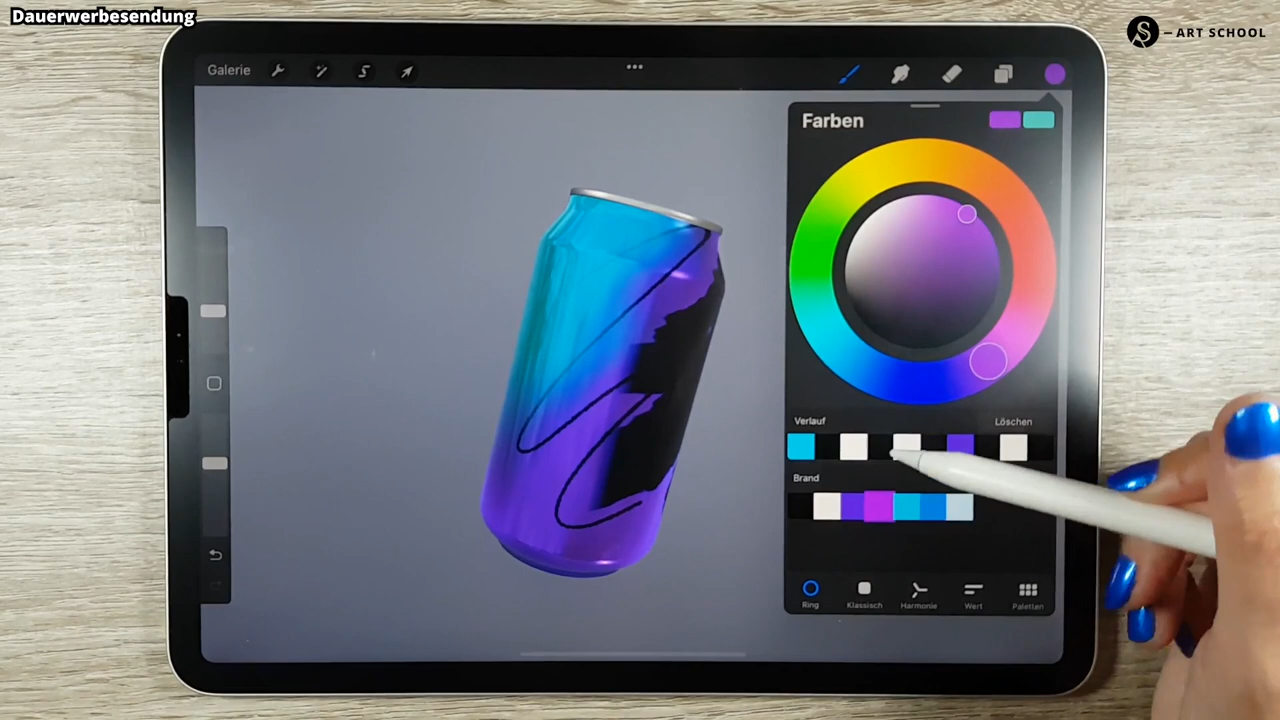 Dauerwerbesendung
S – ART SCHOOL
Galerie
Farben
Verlauf
Löschen
Brand
Ring
Klassisch
Harmonie
Wert
Paletten